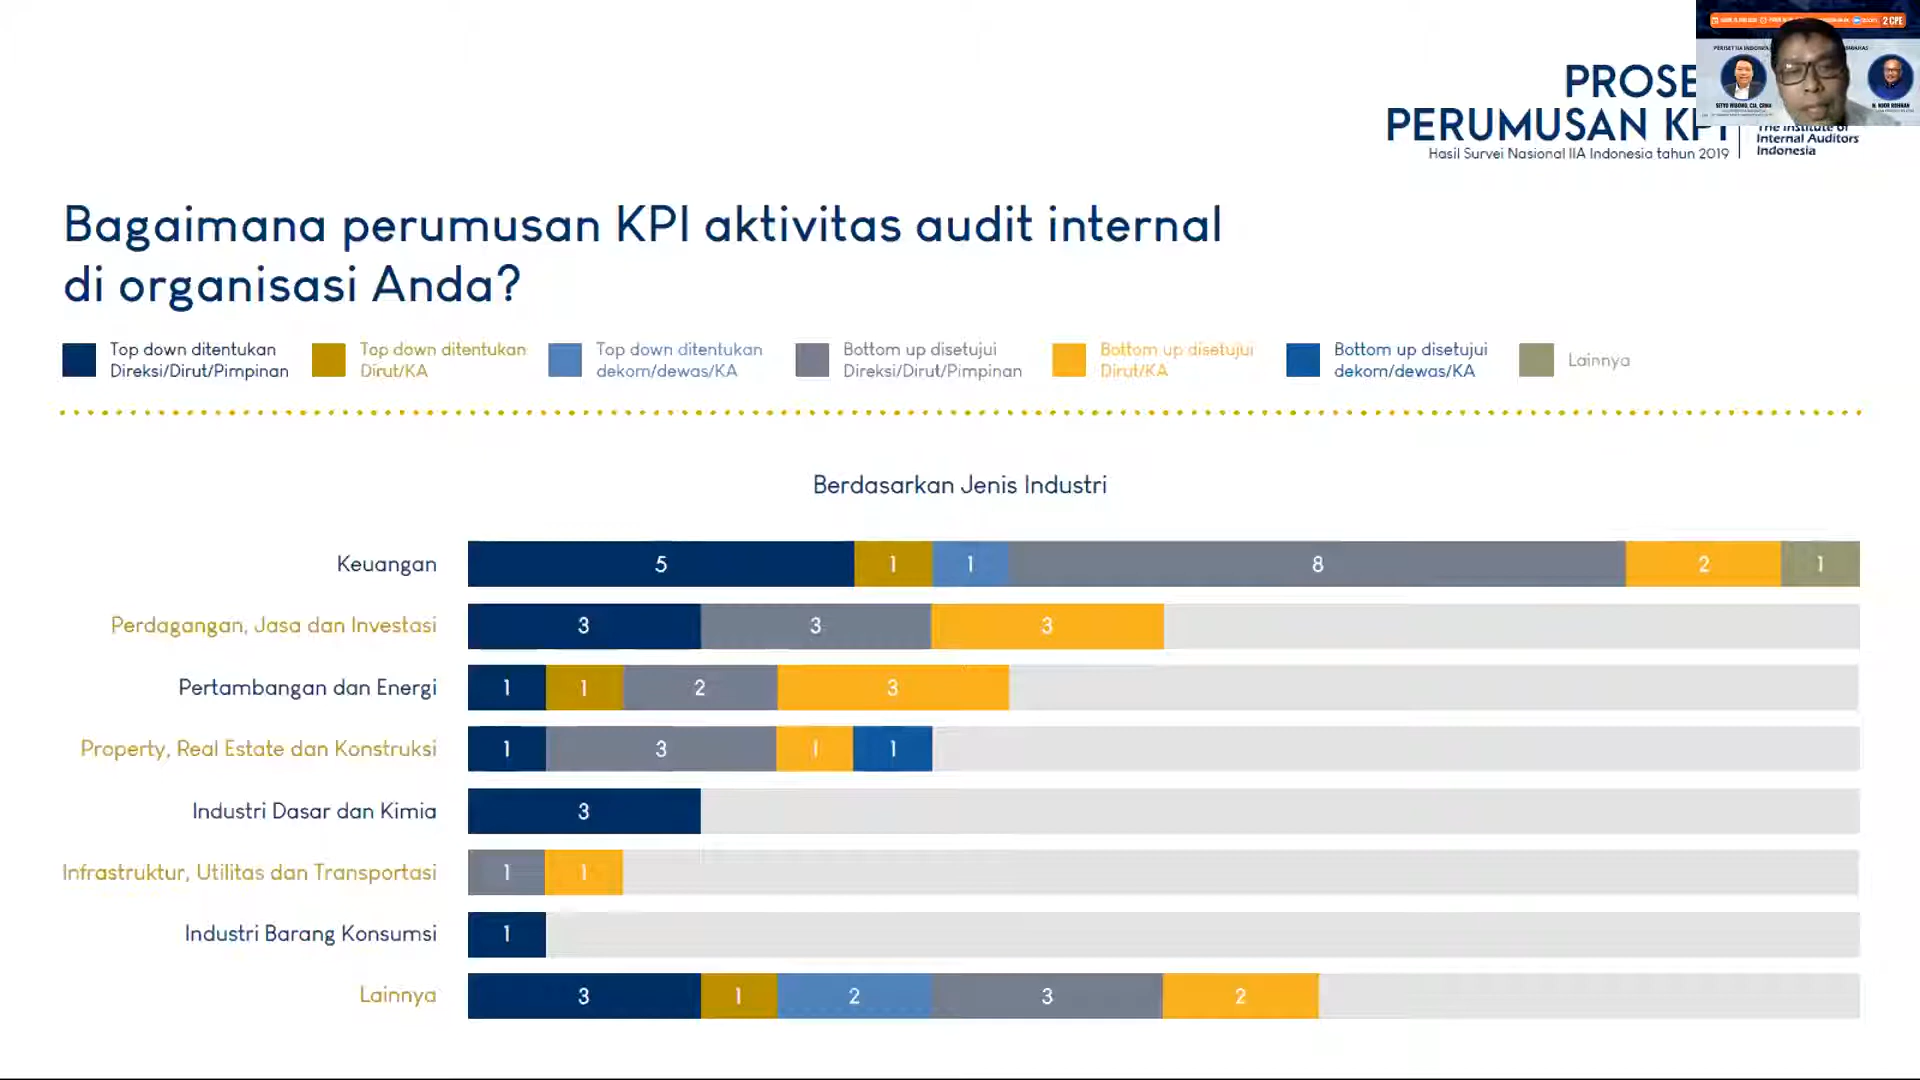 2 CPE
PROSE
PERUMUSAN KPI
Hasil Survei Nasional IIA Indonesia tahun 2019
The Institute of
Internal Auditors
Indonesia
Bagaimana perumusan KPI aktivitas audit internal
di organisasi Anda?
Top down ditentukan
Direksi/Dirut/Pimpinan
Top down ditentukan
Dirut/KA
Top down ditentukan
dekom/dewas/KA
Bottom up disetujui
Direksi/Dirut/Pimpinan
Bottom up disetujui
Dirut/KA
Bottom up disetujui
dekom/dewas/KA
Lainnya
Berdasarkan Jenis Industri
Keuangan 5 1 1 8 2 1
Perdagangan, Jasa dan Investasi 3 3 3
Pertambangan dan Energi 1 1 2 3
Property, Real Estate dan Konstruksi 1 3 1 1
Industri Dasar dan Kimia 3
Infrastruktur, Utilitas dan Transportasi 1 1
Industri Barang Konsumsi 1
Lainnya 3 1 2 3 2